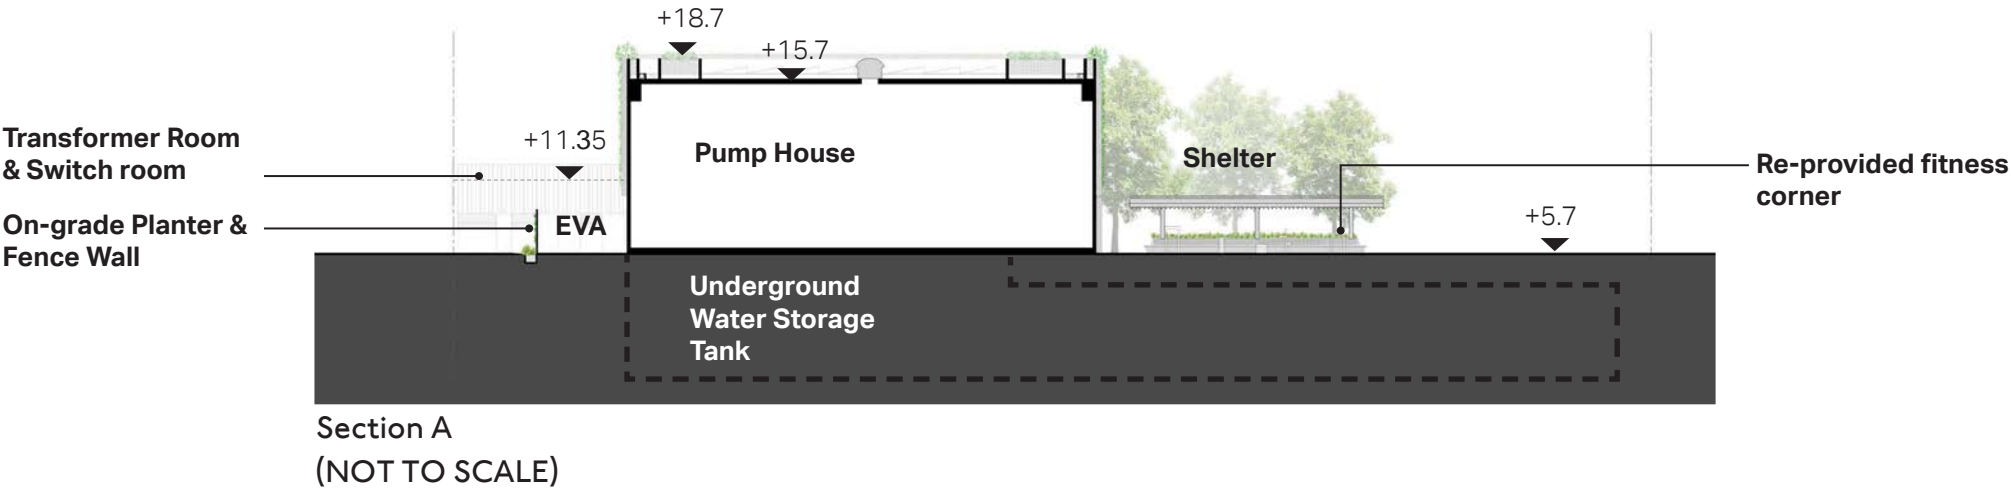 +18.7
+15.7
Transformer Room
& Switch room
+11.35
Pump House
Shelter
Re-provided fitness
corner
On-grade Planter &
Fence Wall
EVA
+5.7
Underground
Water Storage
Tank
Section A
(NOT TO SCALE)